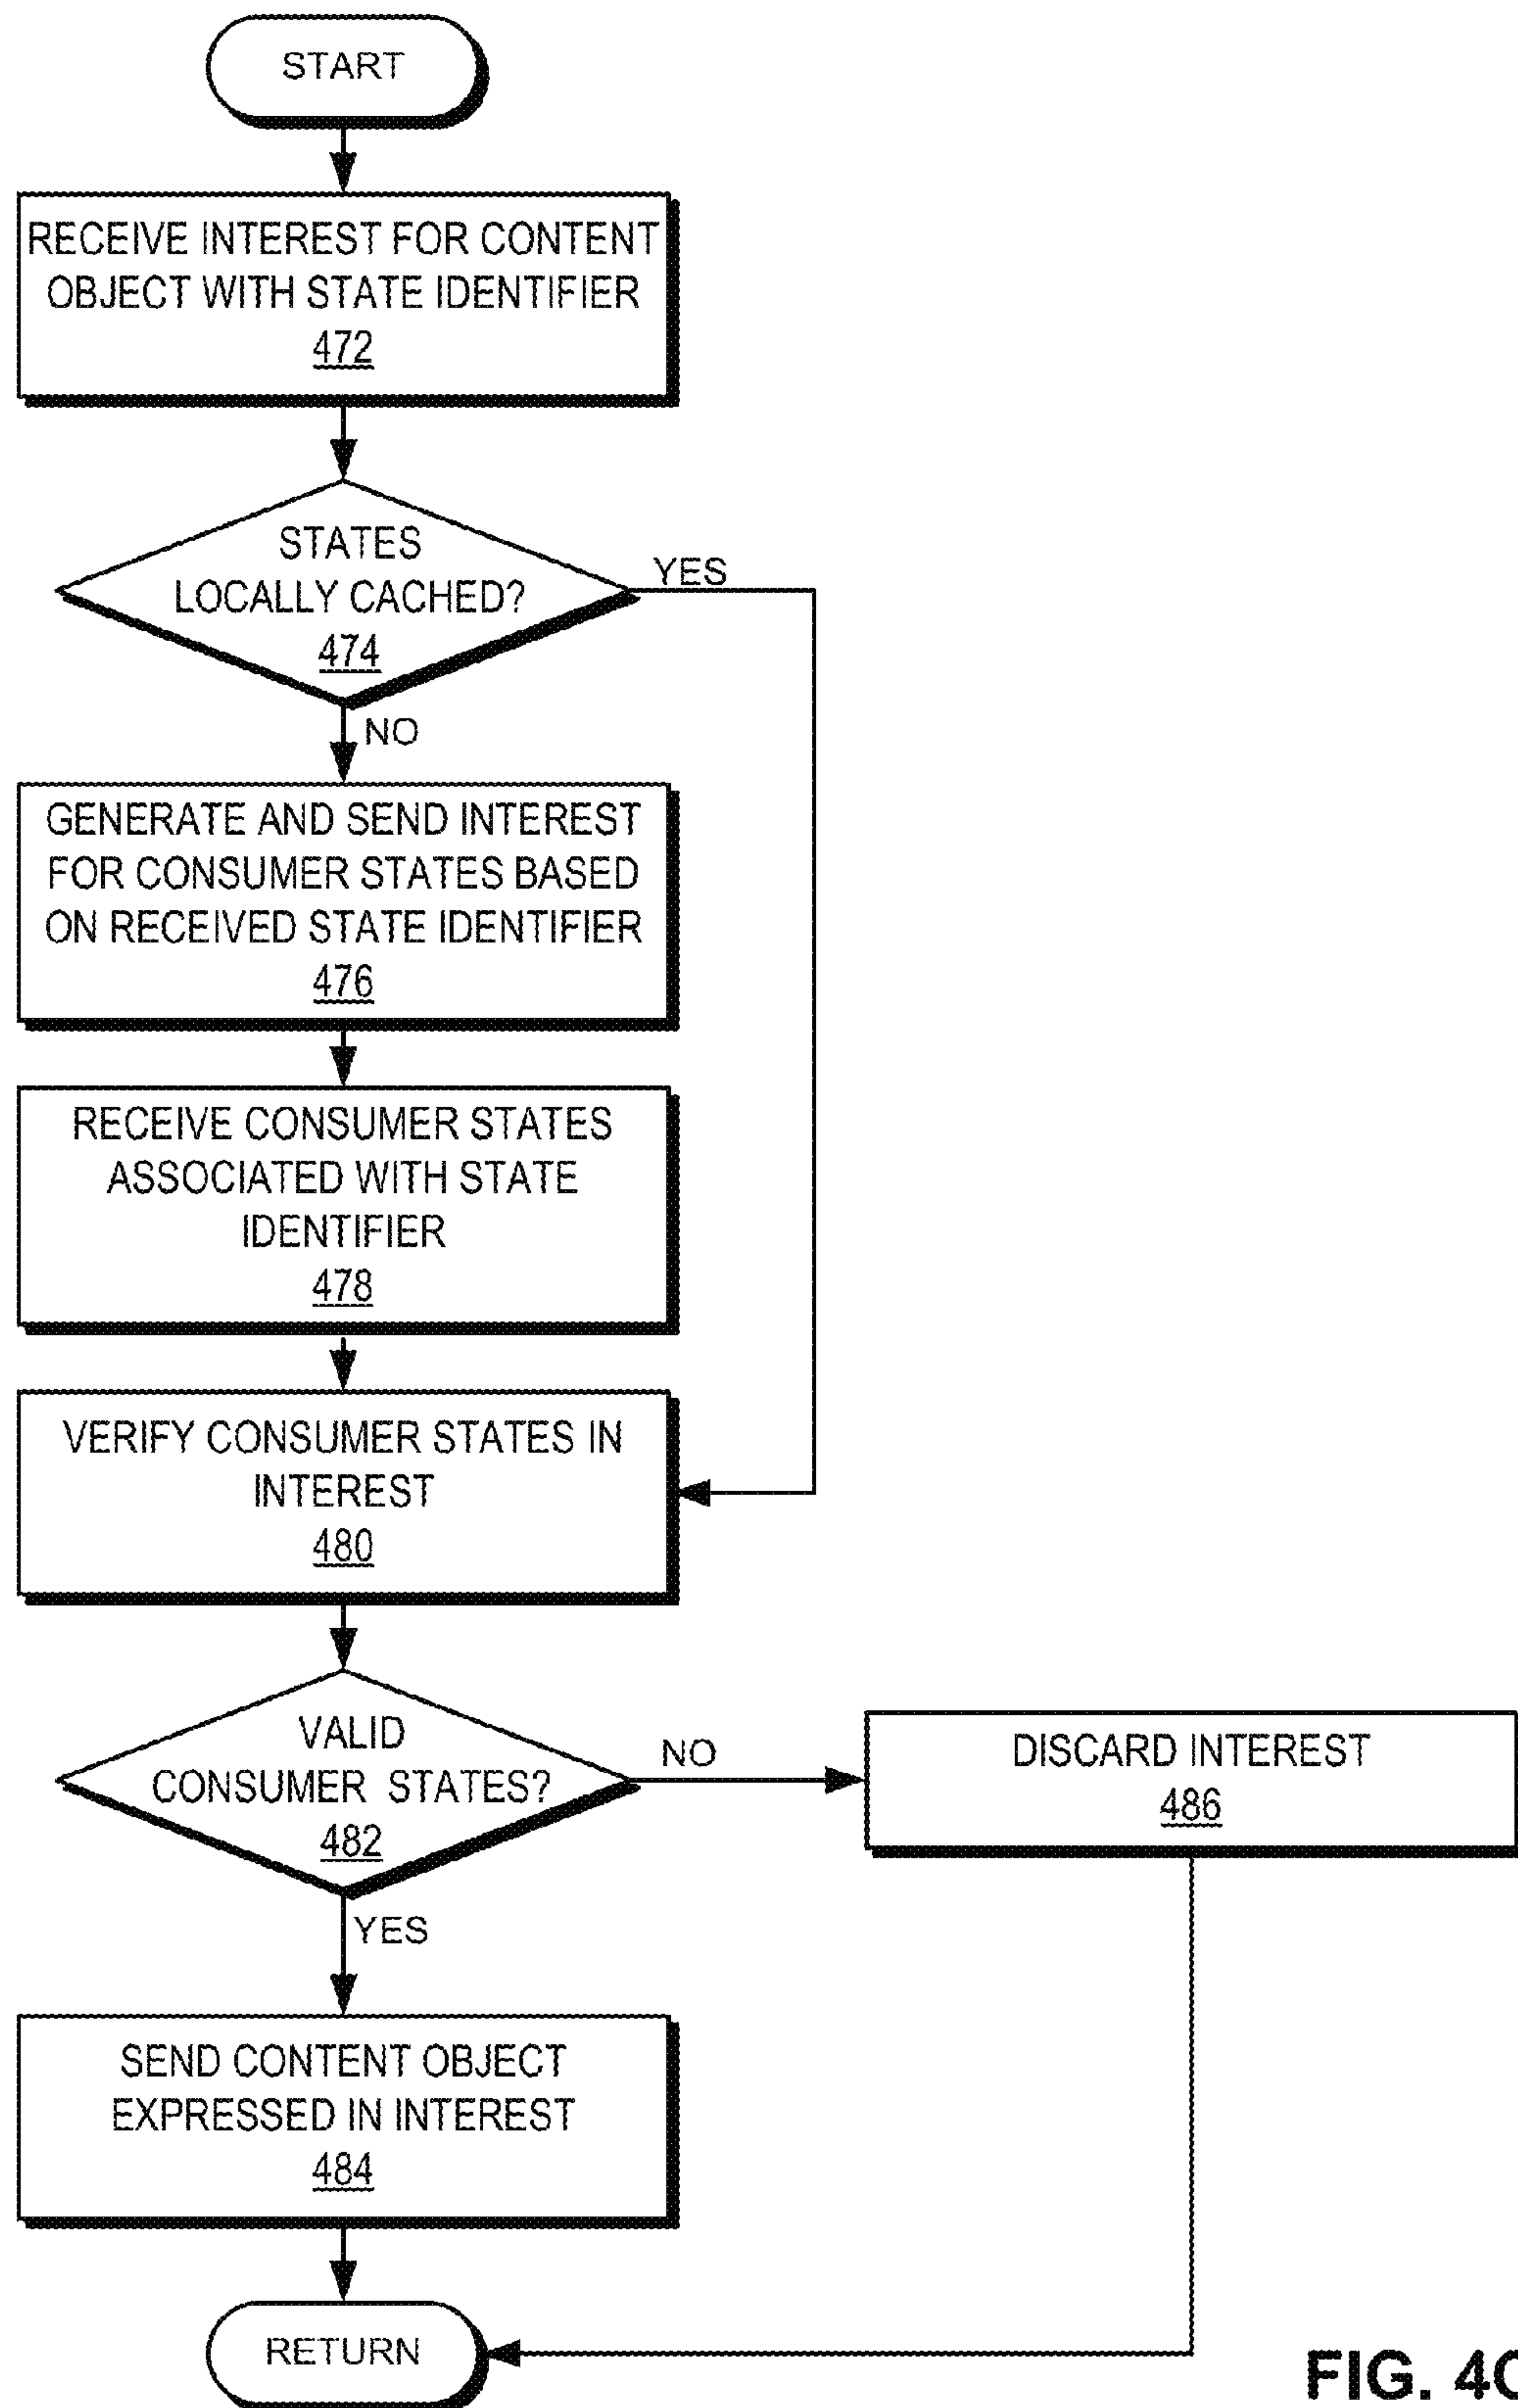 START
RECEIVE INTEREST FOR CONTENT
OBJECT WITH STATE IDENTIFIER
472
STATES
LOCALLY CACHED?
474
YES
NO
GENERATE AND SEND INTEREST
FOR CONSUMER STATES BASED
ON RECEIVED STATE IDENTIFIER
476
RECEIVE CONSUMER STATES
ASSOCIATED WITH STATE
IDENTIFIER
478
VERIFY CONSUMER STATES IN
INTEREST
480
VALID
CONSUMER STATES?
482
NO
DISCARD INTEREST
486
YES
SEND CONTENT OBJECT
EXPRESSED IN INTEREST
484
RETURN
FIG.